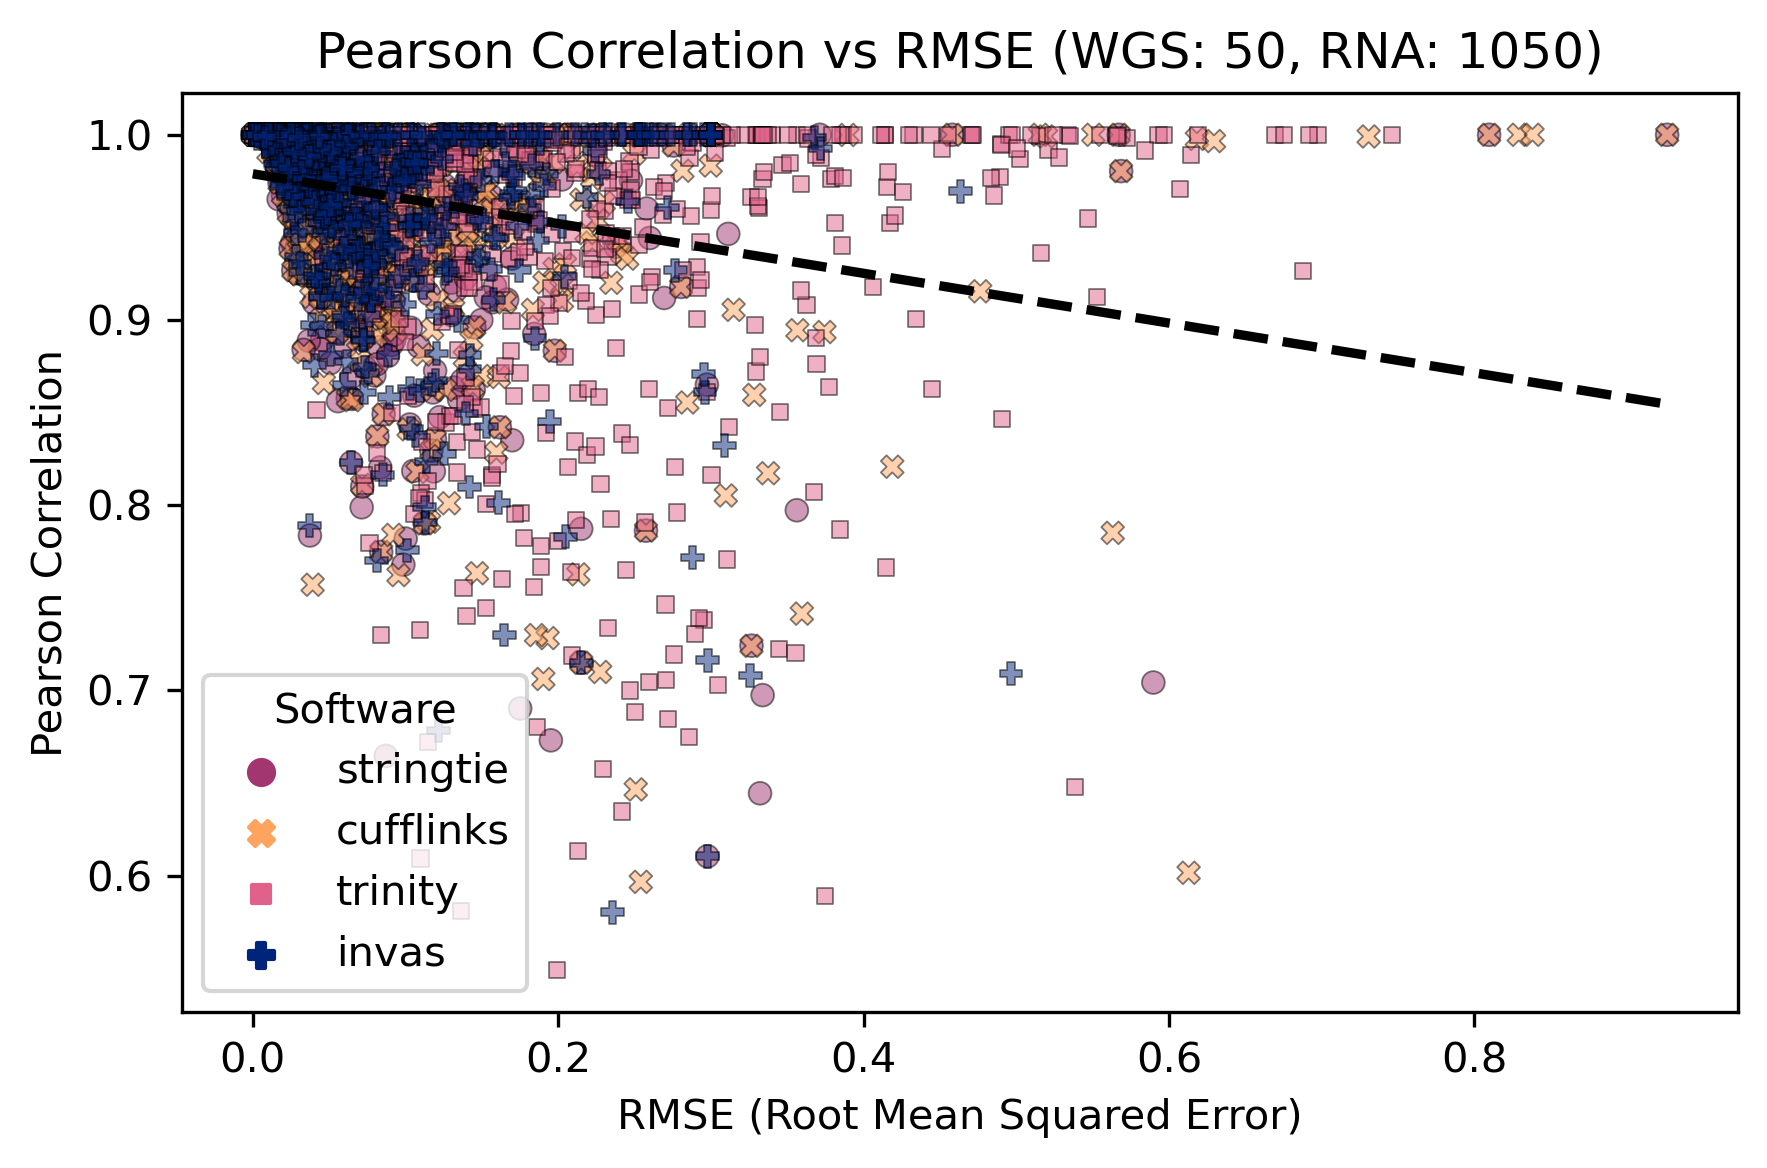 Pearson Correlation vs RMSE (WGS: 50, RNA: 1050)
Pearson Correlation
1.0
0.9
0.8
0.7
0.6
Software
stringtie
cufflinks
trinity
invas
0.0
0.2
0.4
0.6
0.8
RMSE (Root Mean Squared Error)